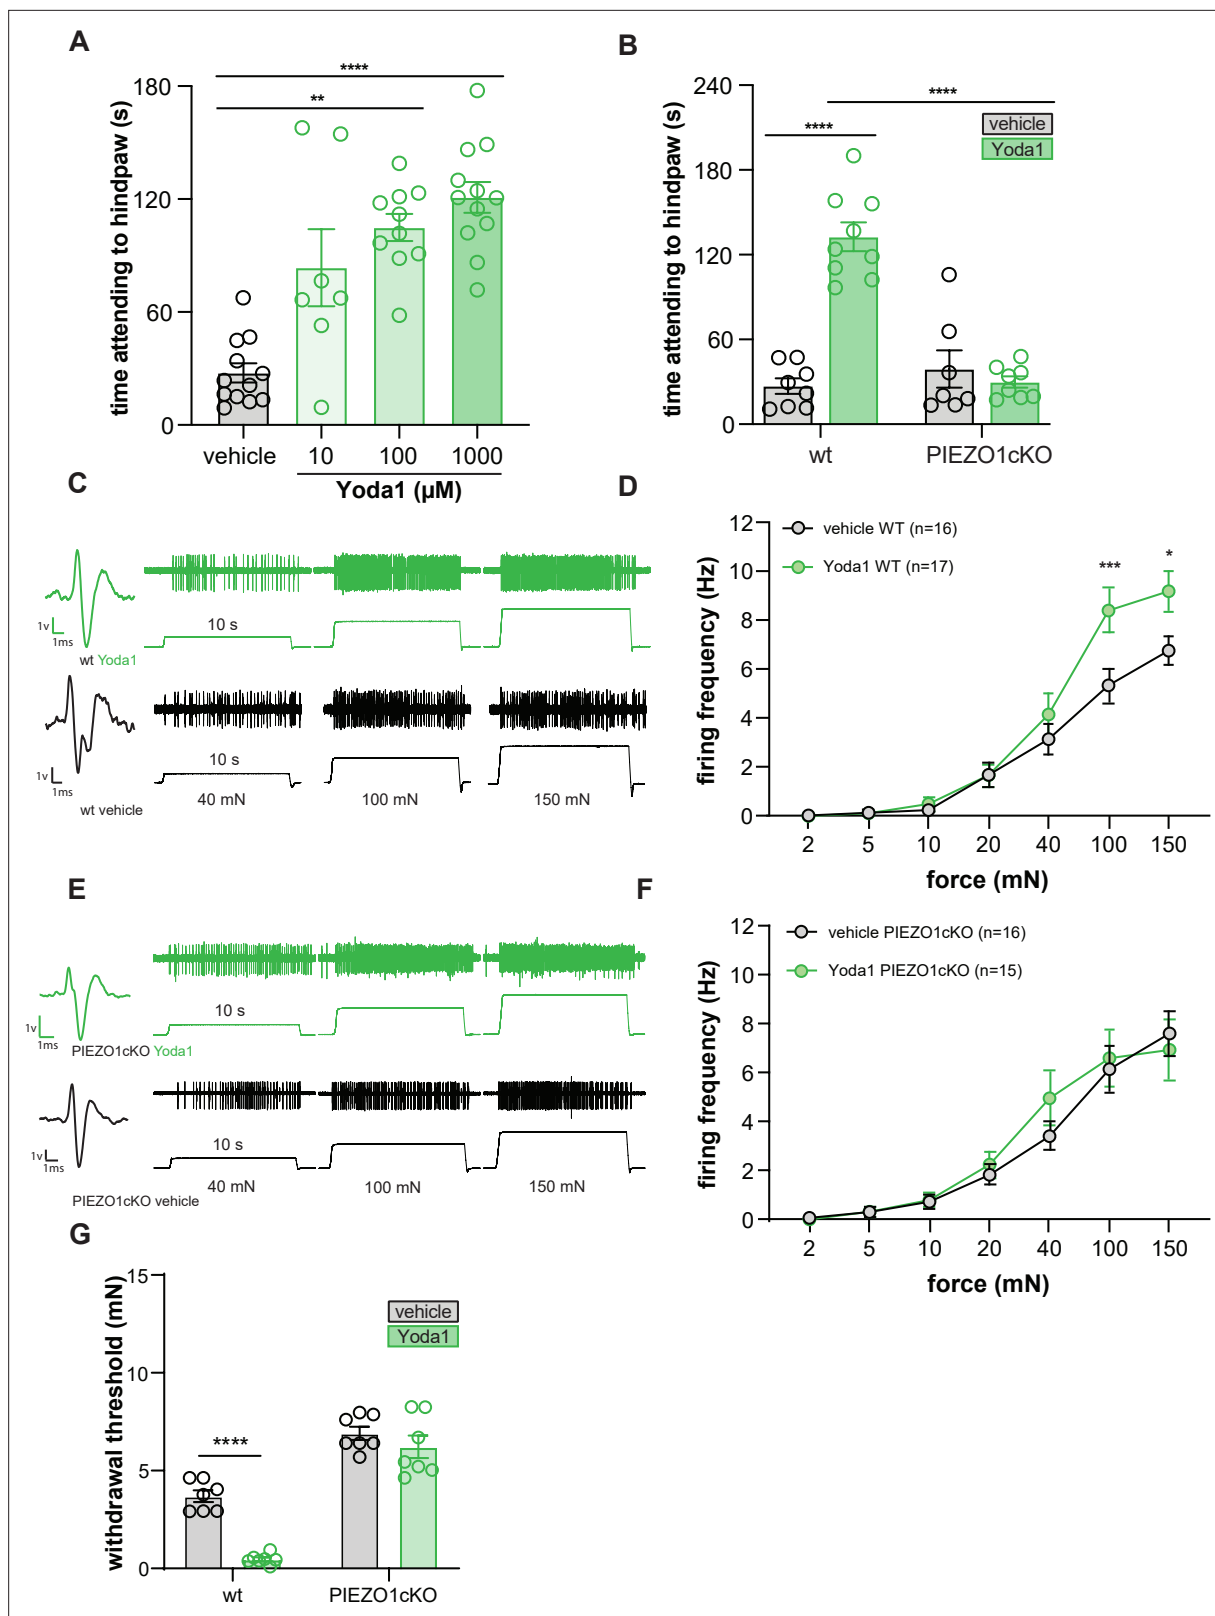 A
****
**
180
120
60
0
time attending to hindpaw (s)
vehicle
10
100
1000
Yoda1 (µM)
B
240
180
120
60
0
time attending to hindpaw (s)
****
****
vehicle
Yoda1
wt
PIEZO1cKO
C
1v
1ms
wt Yoda1
10 s
1v
1ms
wt vehicle
10 s
40 mN
100 mN
150 mN
D
12
10
8
6
4
2
0
firing frequency (Hz)
vehicle WT (n=16)
Yoda1 WT (n=17)
***
*
2
5
10
20
40
100
150
force (mN)
E
1v
1ms
PIEZO1cKO Yoda1
10 s
1v
1ms
PIEZO1cKO vehicle
10 s
40 mN
100 mN
150 mN
F
12
10
8
6
4
2
0
firing frequency (Hz)
vehicle PIEZO1cKO (n=16)
Yoda1 PIEZO1cKO (n=15)
2
5
10
20
40
100
150
force (mN)
G
15
10
5
0
withdrawal threshold (mN)
vehicle
Yoda1
****
wt
PIEZO1cKO